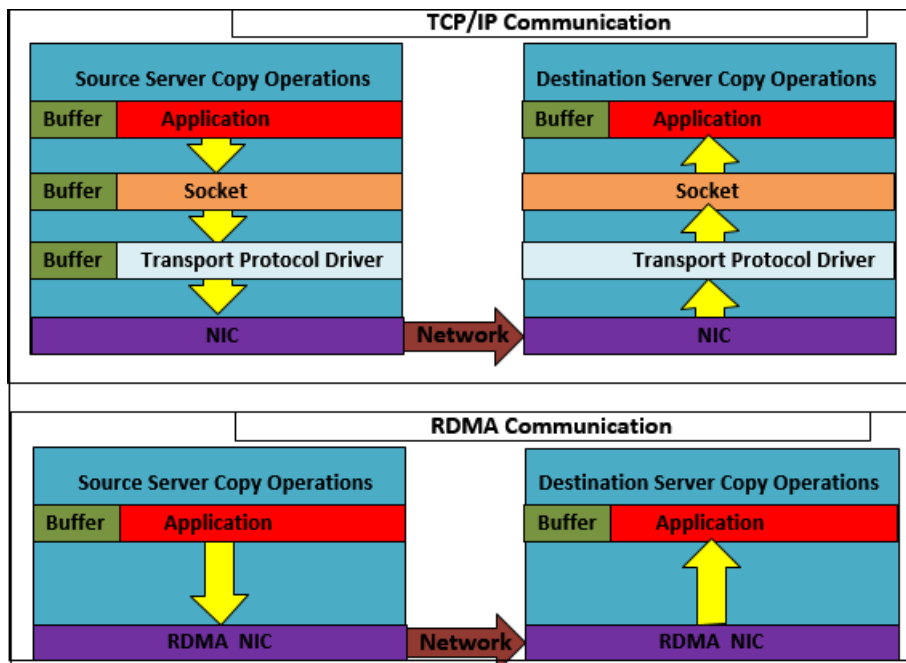 TCP/IP Communication
Source Server Copy Operations
Destination Server Copy Operations
Buffer Application
Buffer Application
Buffer Socket
Socket
Buffer Transport Protocol Driver
Transport Protocol Driver
NIC
Network
NIC
RDMA Communication
Source Server Copy Operations
Destination Server Copy Operations
Buffer Application
Buffer Application
RDMA NIC
Network
RDMA NIC